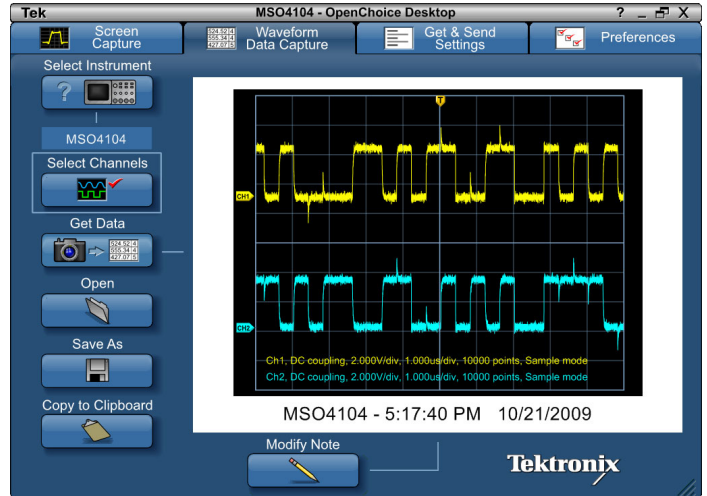 Tek
MSO4104 - OpenChoice Desktop
? _ X
Screen
Capture
Waveform
Data Capture
Get & Send
Settings
Preferences
Select Instrument
?
MSO4104
Select Channels
Get Data
Open
Save As
Copy to Clipboard
T
CH1
CH2
Ch1, DC coupling, 2.000V/div, 1.000us/div, 10000 points, Sample mode
Ch2, DC coupling, 2.000V/div, 1.000us/div, 10000 points, Sample mode
MSO4104 - 5:17:40 PM 10/21/2009
Modify Note
Tektronix